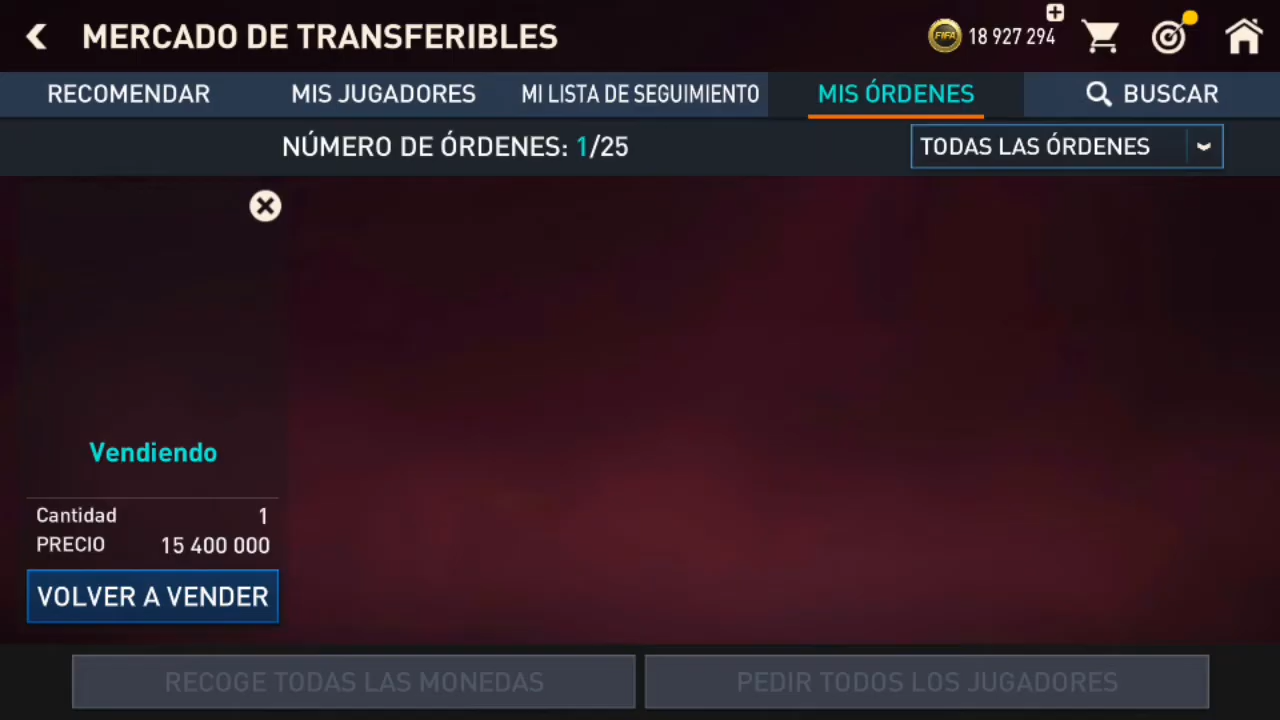 MERCADO DE TRANSFERIBLES
FIFA 18 927 294
RECOMENDAR MIS JUGADORES MI LISTA DE SEGUIMIENTO MIS ÓRDENES BUSCAR
NÚMERO DE ÓRDENES: 1/25 TODAS LAS ÓRDENES
Vendiendo
Cantidad 1
PRECIO 15 400 000
VOLVER A VENDER
RECOGE TODAS LAS MONEDAS PEDIR TODOS LOS JUGADORES